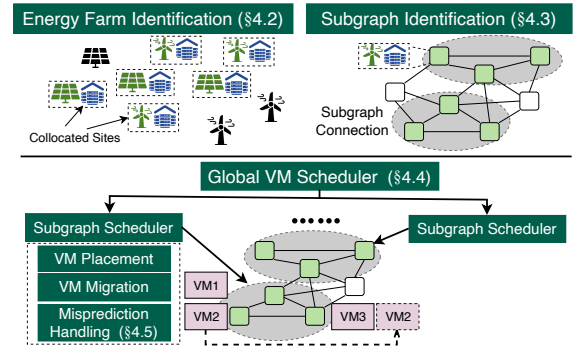 Energy Farm Identification (§4.2)
Subgraph Identification (§4.3)
Collocated Sites
Subgraph
Connection
Global VM Scheduler (§4.4)
Subgraph Scheduler
Subgraph Scheduler
VM Placement
VM Migration
Misprediction
Handling (§4.5)
VM1
VM2
VM3
VM2